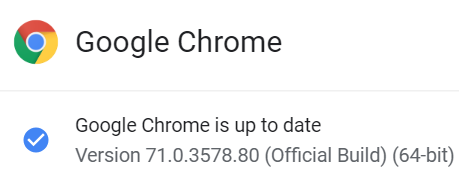 Google Chrome
Google Chrome is up to date
Version 71.0.3578.80 (Official Build) (64-bit)